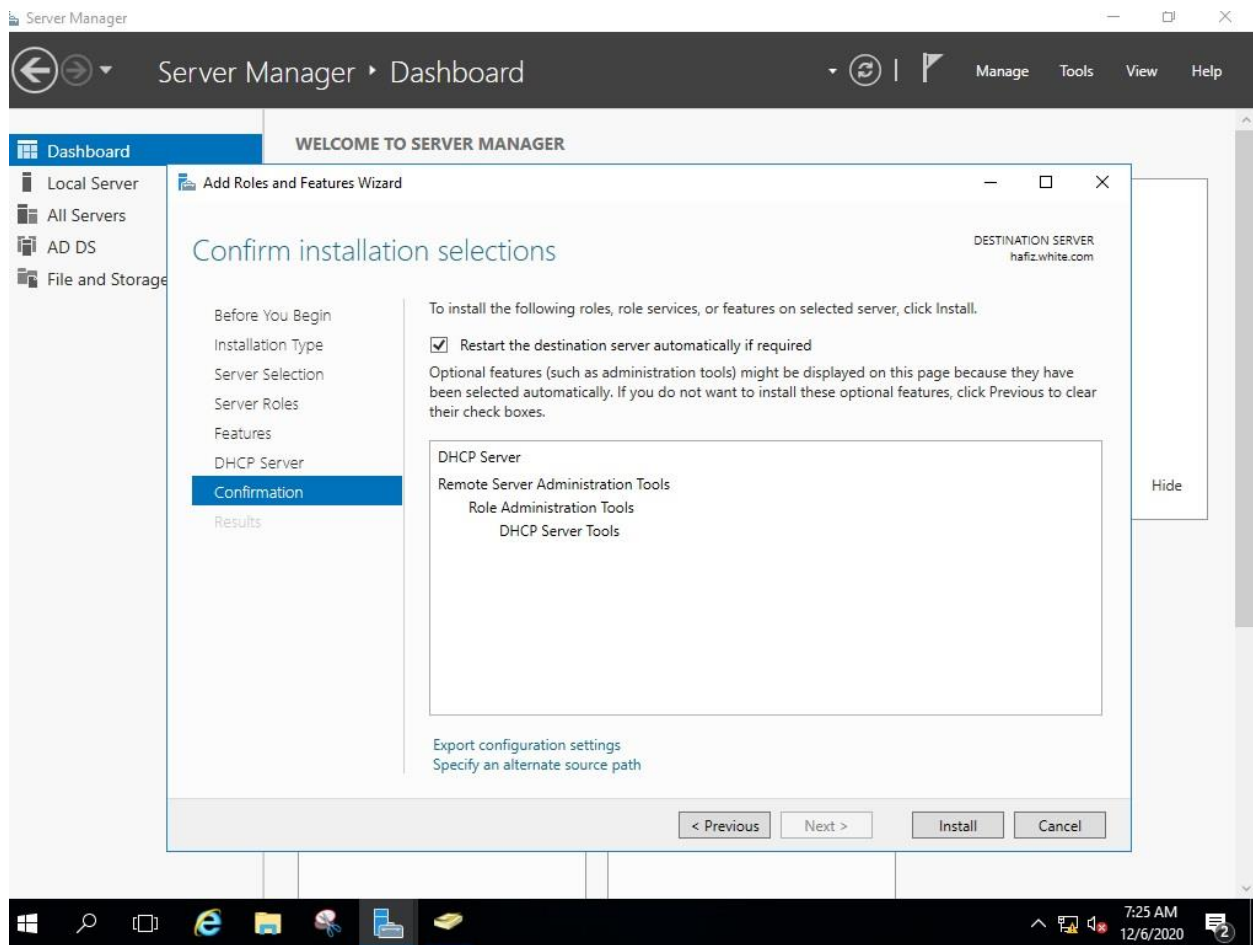 Server Manager
Server Manager ‣ Dashboard
Manage Tools View Help
Dashboard
Local Server
All Servers
AD DS
File and Storage
WELCOME TO SERVER MANAGER
Add Roles and Features Wizard
Confirm installation selections
DESTINATION SERVER
hafiz.white.com
Before You Begin
Installation Type
Server Selection
Server Roles
Features
DHCP Server
Confirmation
Results
To install the following roles, role services, or features on selected server, click Install.
Restart the destination server automatically if required
Optional features (such as administration tools) might be displayed on this page because they have
been selected automatically. If you do not want to install these optional features, click Previous to clear
their check boxes.
DHCP Server
Remote Server Administration Tools
Role Administration Tools
DHCP Server Tools
Export configuration settings
Specify an alternate source path
< Previous
Next >
Install
Cancel
Hide
7:25 AM
12/6/2020
2